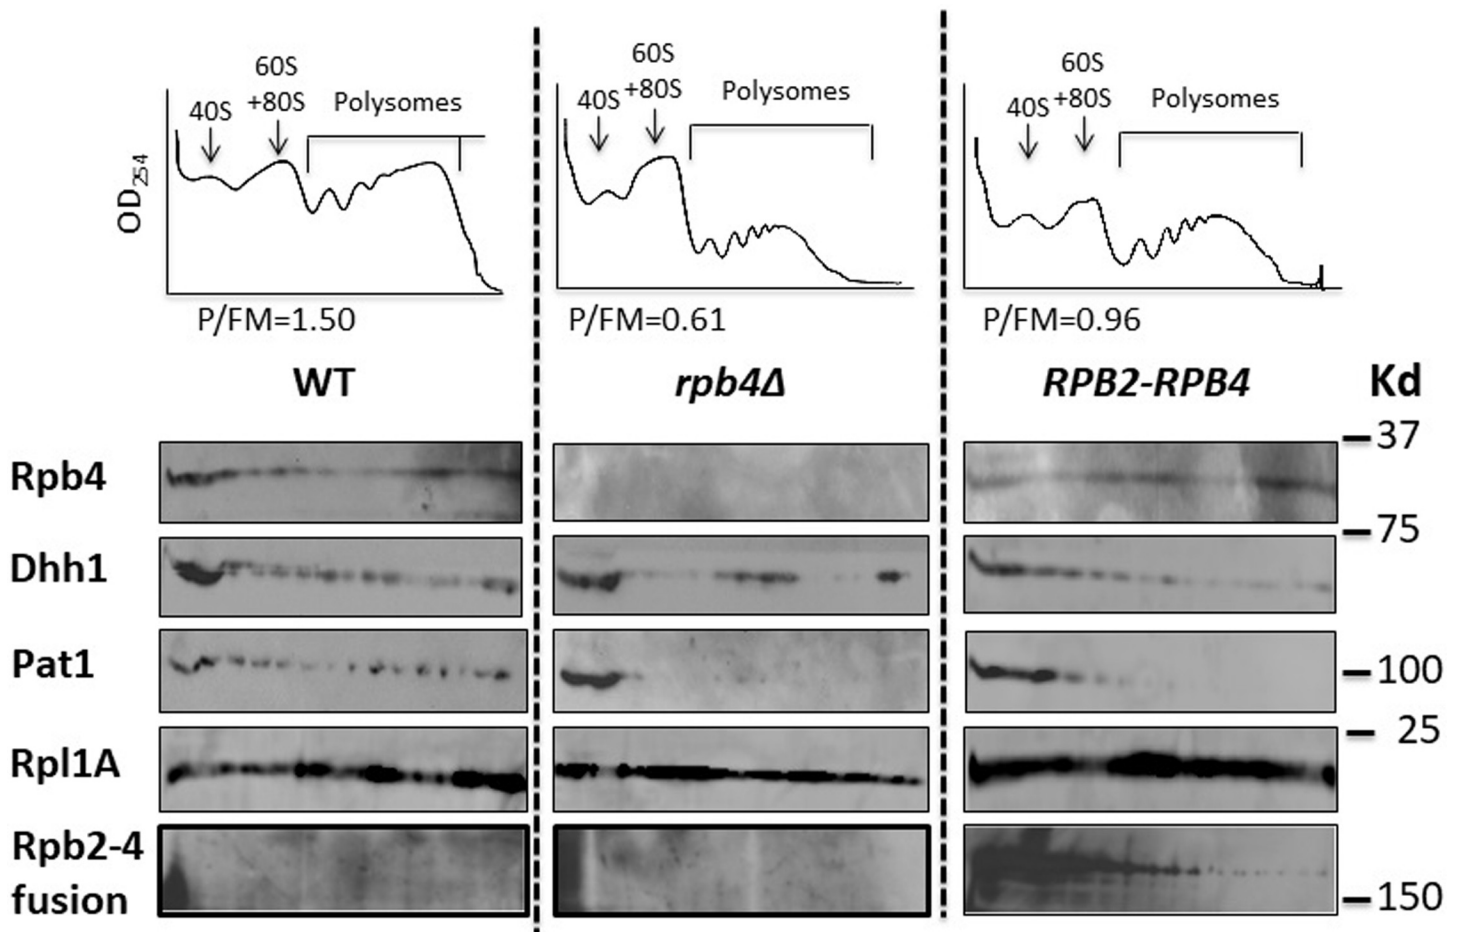 40S
60S
+80S
Polysomes
40S
60S
+80S
Polysomes
40S
60S
+80S
Polysomes
OD254
P/FM=1.50
P/FM=0.61
P/FM=0.96
WT
rpb4Δ
RPB2-RPB4
Kd
37
Rpb4
75
Dhh1
Pat1
100
25
Rpl1A
Rpb2-4
fusion
150